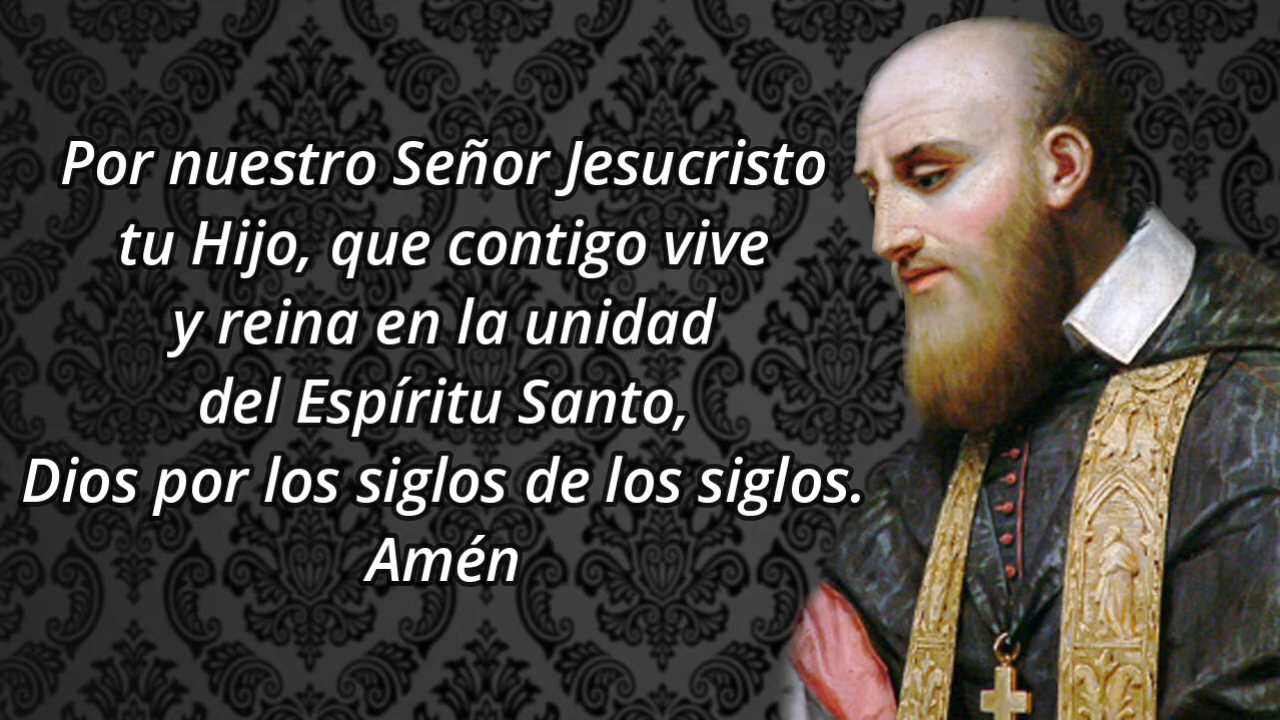 Por nuestro Señor Jesucristo
tu Hijo, que contigo vive
y reina en la unidad
del Espíritu Santo,
Dios por los siglos de los siglos.
Amén